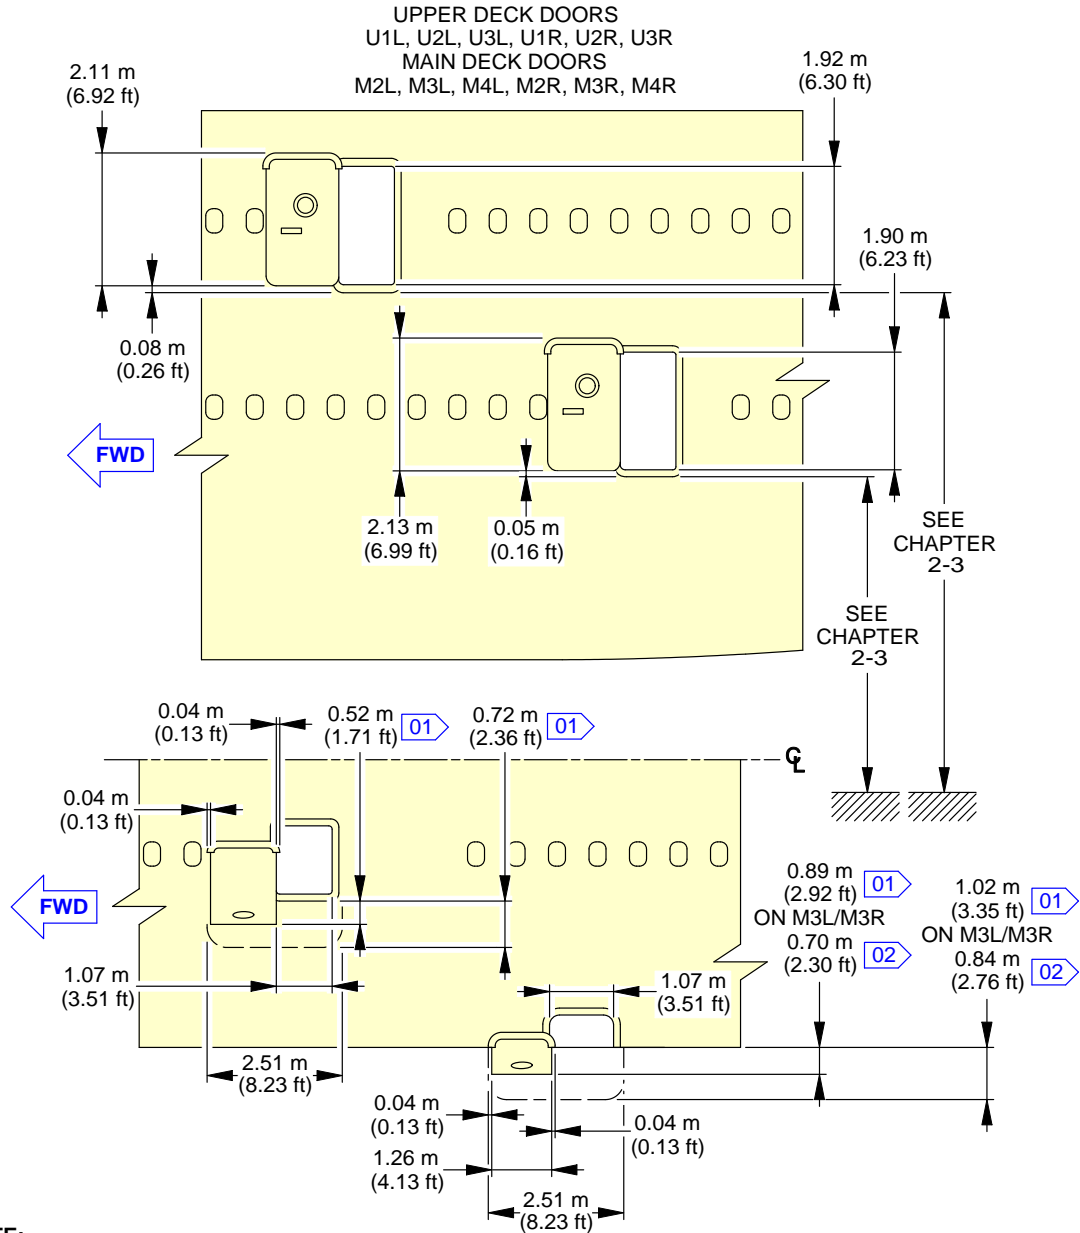 UPPER DECK DOORS
U1L, U2L, U3L, U1R, U2R, U3R
MAIN DECK DOORS
M2L, M3L, M4L, M2R, M3R, M4R
2.11 m
(6.92 ft)
1.92 m
(6.30 ft)
1.90 m
(6.23 ft)
0.08 m
(0.26 ft)
FWD
2.13 m
(6.99 ft)
0.05 m
(0.16 ft)
SEE
CHAPTER
2-3
SEE
CHAPTER
2-3
0.04 m
(0.13 ft)
0.52 m
(1.71 ft) 01
0.72 m
(2.36 ft) 01
CL
0.04 m
(0.13 ft)
FWD
0.89 m
(2.92 ft) 01
ON M3L/M3R
0.70 m
(2.30 ft) 02
1.02 m
(3.35 ft) 01
ON M3L/M3R
0.84 m
(2.76 ft) 02
1.07 m
(3.51 ft)
1.07 m
(3.51 ft)
2.51 m
(8.23 ft)
0.04 m
(0.13 ft)
0.04 m
(0.13 ft)
1.26 m
(4.13 ft)
2.51 m
(8.23 ft)